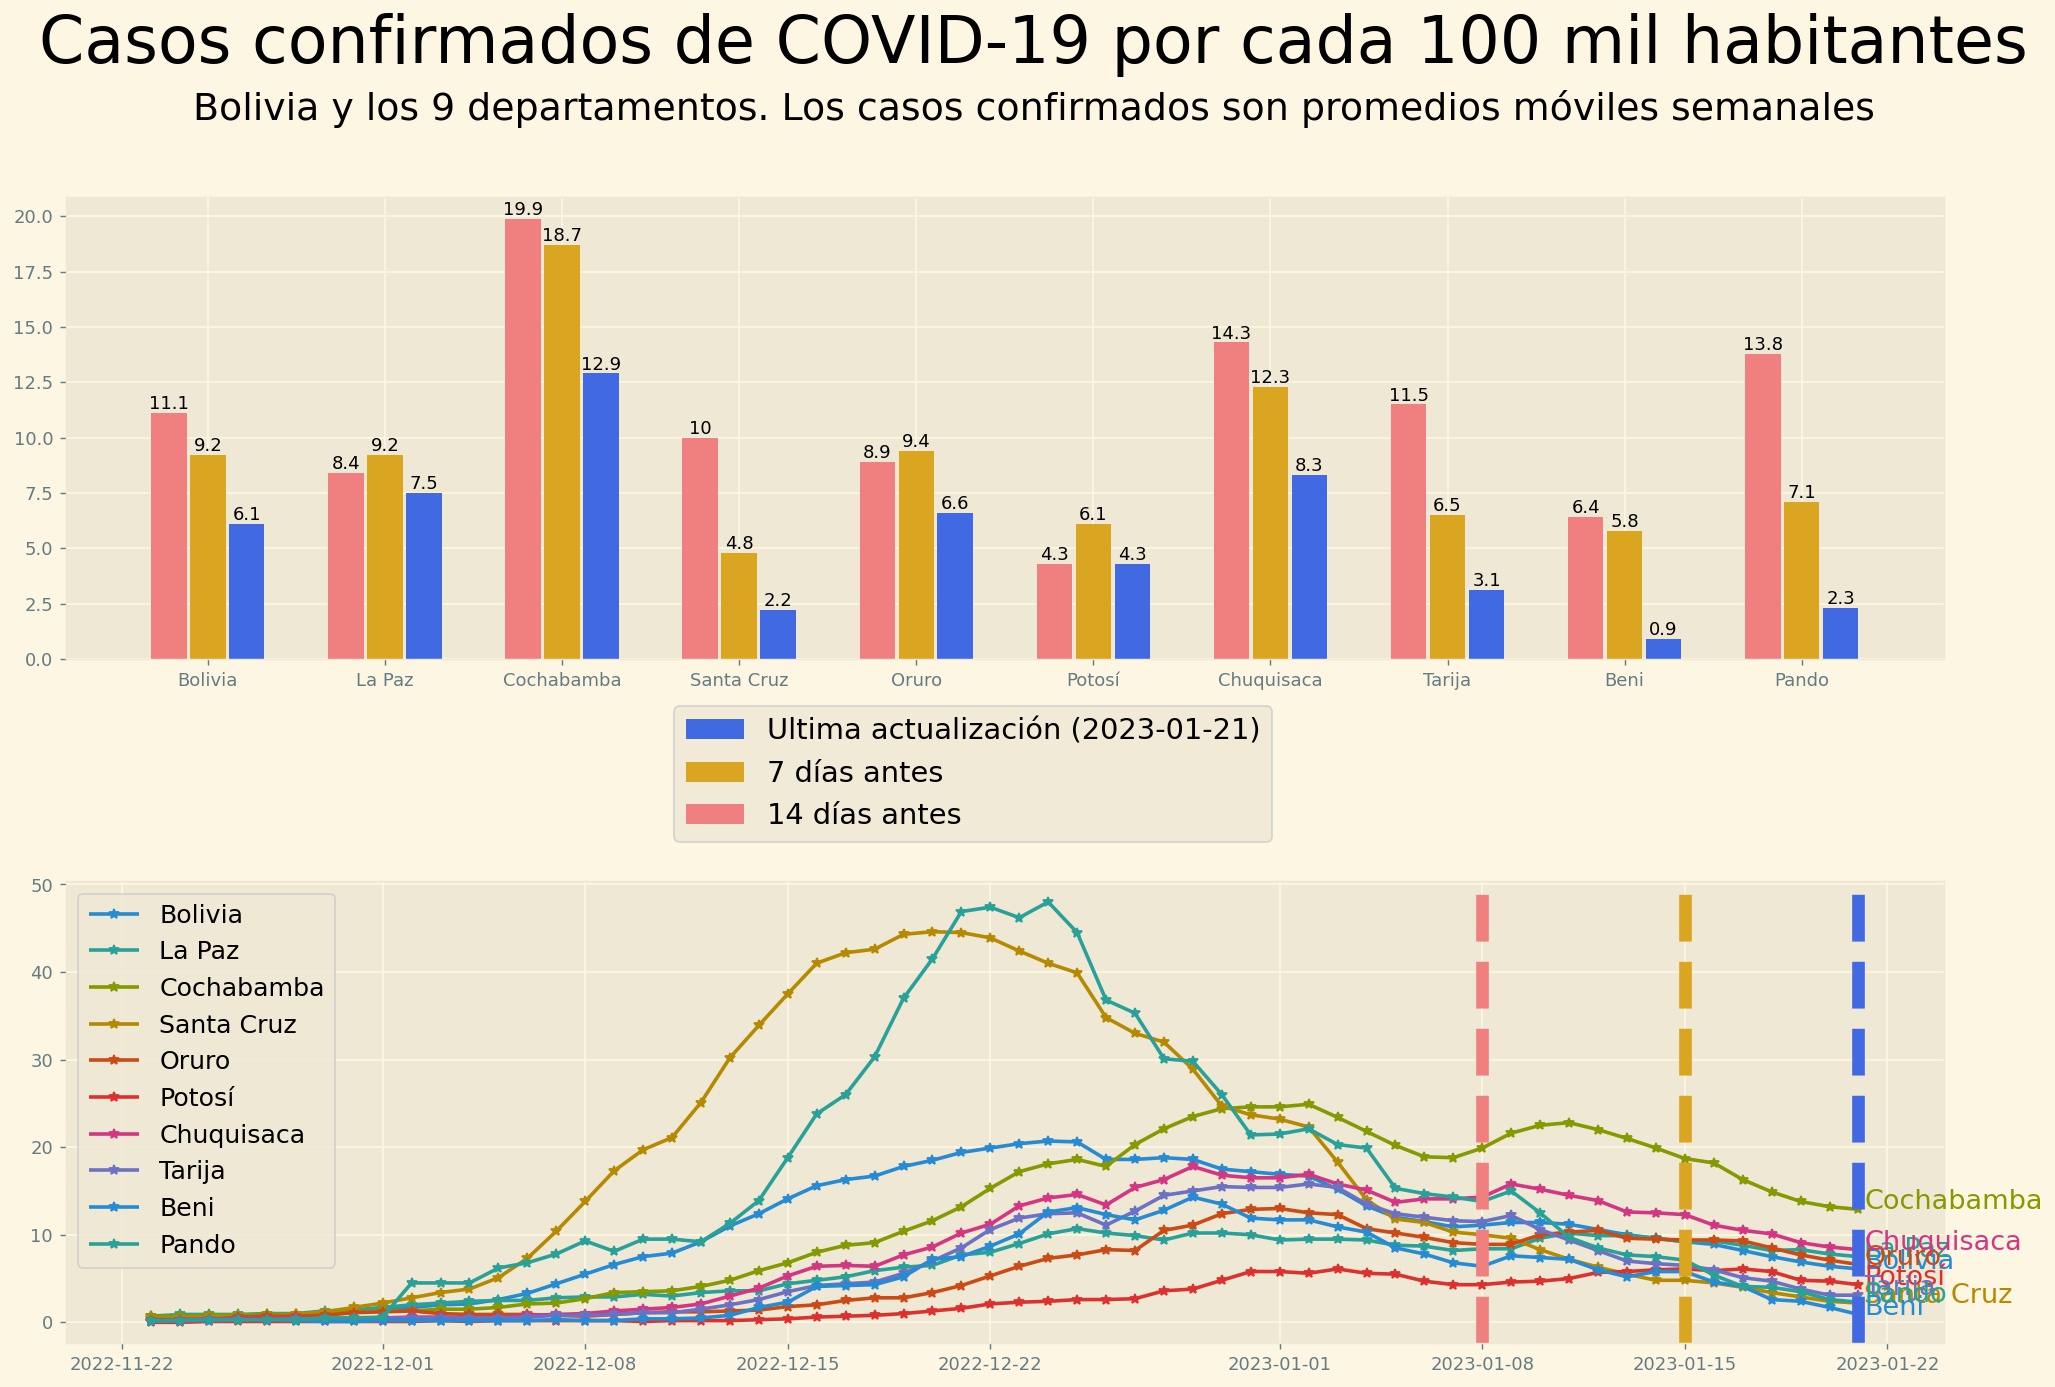 Casos confirmados de COVID-19 por cada 100 mil habitantes
Bolivia y los 9 departamentos. Los casos confirmados son promedios móviles semanales
20.0
17.5
15.0
12.5
10.0
7.5
5.0
2.5
0.0
11.1
9.2
6.1
8.4
9.2
7.5
19.9
18.7
12.9
10
4.8
2.2
8.9
9.4
6.6
4.3
6.1
4.3
14.3
12.3
8.3
11.5
6.5
3.1
6.4
5.8
0.9
13.8
7.1
2.3
Bolivia
La Paz
Cochabamba
Santa Cruz
Oruro
Potosí
Chuquisaca
Tarija
Beni
Pando
Ultima actualización (2023-01-21)
7 días antes
14 días antes
50
40
30
20
10
0
Bolivia
La Paz
Cochabamba
Santa Cruz
Oruro
Potosí
Chuquisaca
Tarija
Beni
Pando
Cochabamba
Chuquisaca
La Paz
Oruro
Bolivia
Potosí
Tarija
Pando
Santa Cruz
Beni
2022-11-22
2022-12-01
2022-12-08
2022-12-15
2022-12-22
2023-01-01
2023-01-08
2023-01-15
2023-01-22